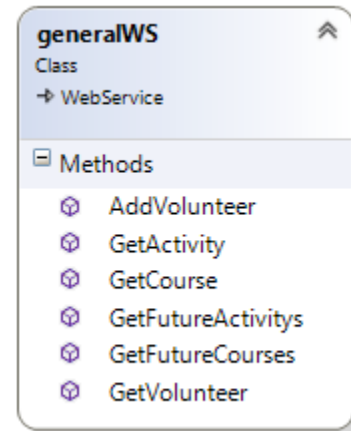 generalWS
Class
WebService
Methods
AddVolunteer
GetActivity
GetCourse
GetFutureActivitys
GetFutureCourses
GetVolunteer